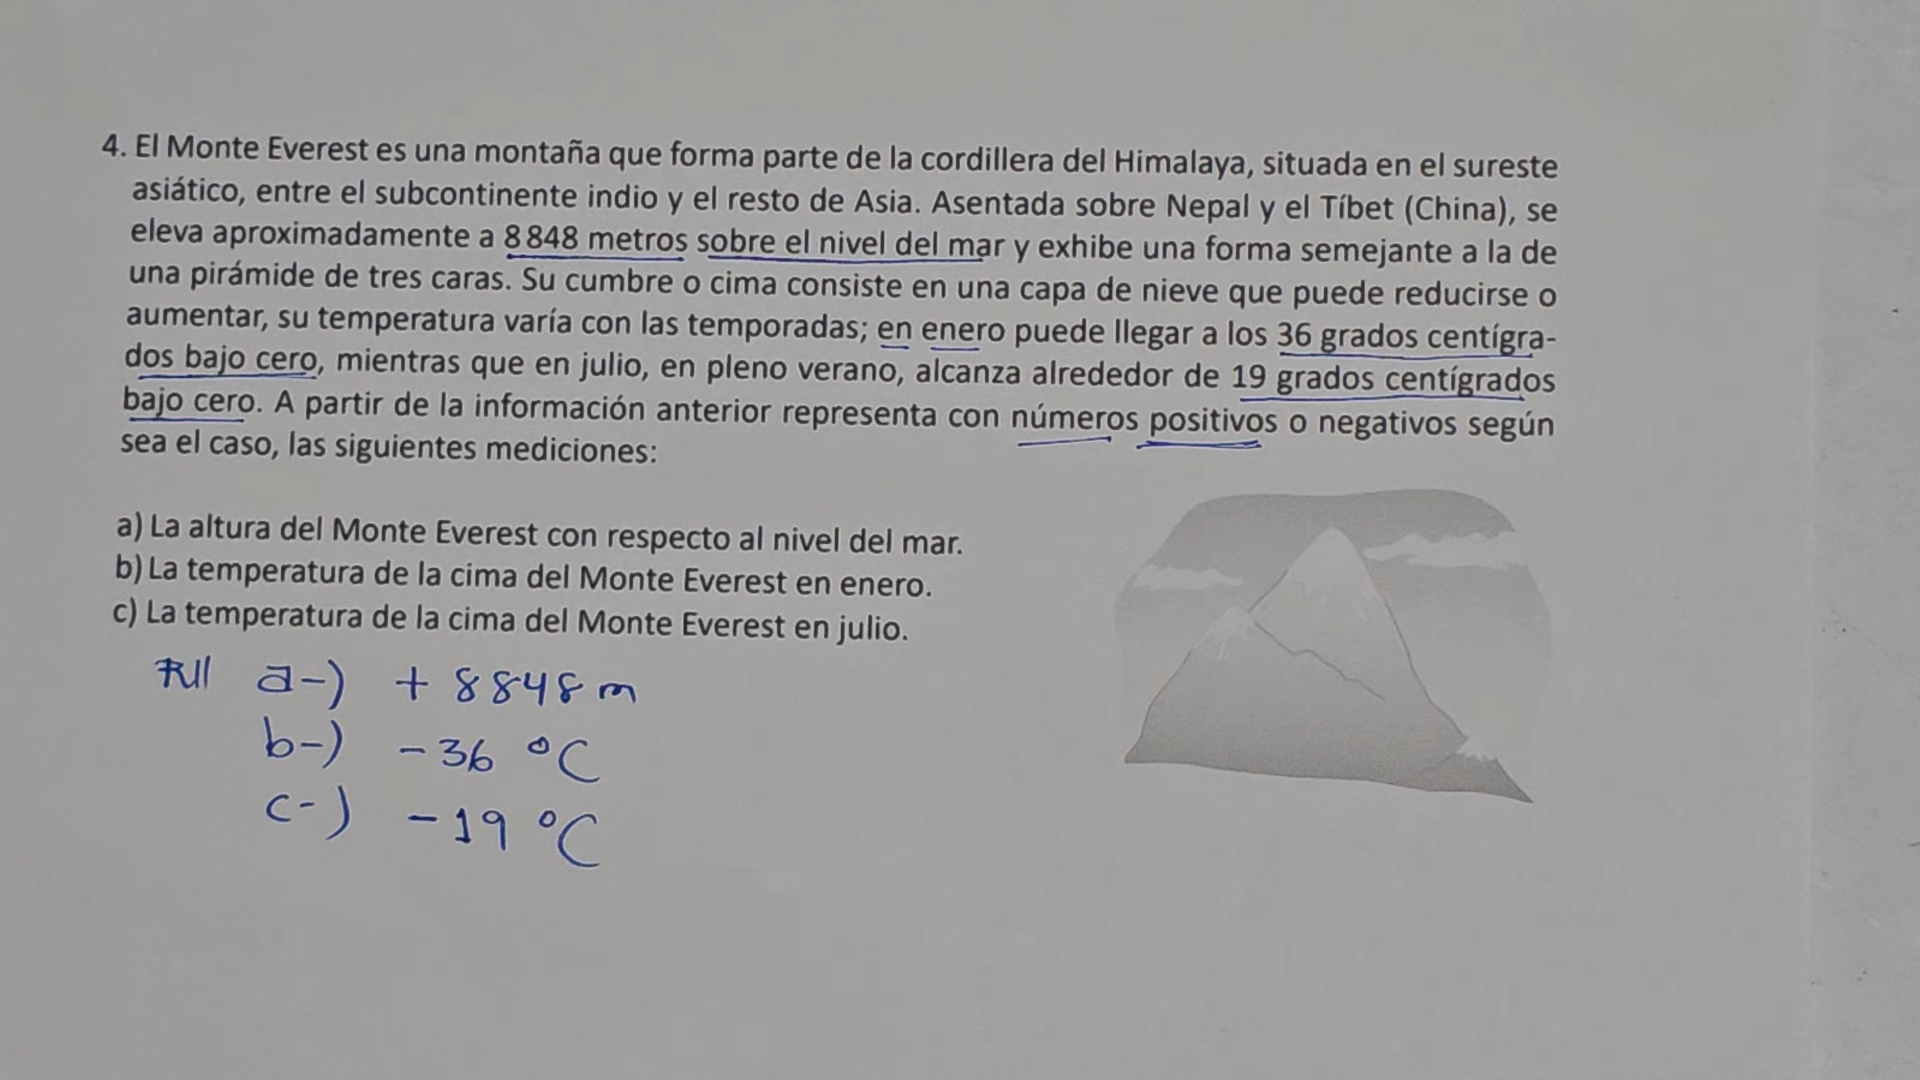 4. El Monte Everest es una montaña que forma parte de la cordillera del Himalaya, situada en el sureste
asiático, entre el subcontinente indio y el resto de Asia. Asentada sobre Nepal y el Tíbet (China), se
eleva aproximadamente a 8 848 metros sobre el nivel del mar y exhibe una forma semejante a la de
una pirámide de tres caras. Su cumbre o cima consiste en una capa de nieve que puede reducirse o
aumentar, su temperatura varía con las temporadas; en enero puede llegar a los 36 grados centígra-
dos bajo cero, mientras que en julio, en pleno verano, alcanza alrededor de 19 grados centígrados
bajo cero. A partir de la información anterior representa con números positivos o negativos según
sea el caso, las siguientes mediciones:
a) La altura del Monte Everest con respecto al nivel del mar.
b) La temperatura de la cima del Monte Everest en enero.
c) La temperatura de la cima del Monte Everest en julio.
R// a-) + 8848 m
b-) - 36 °C
c-) - 19 °C